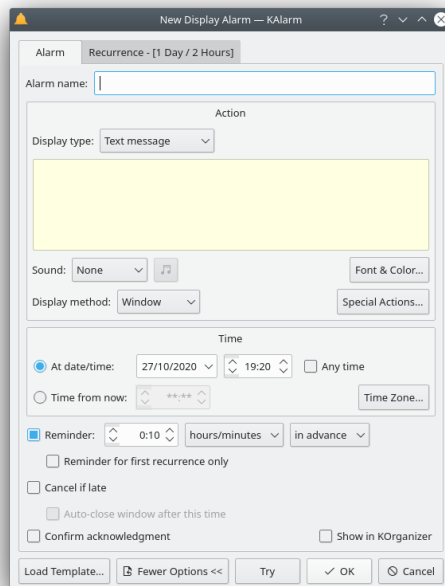 New Display Alarm — KAlarm
Alarm
Recurrence - [1 Day / 2 Hours]
Alarm name:
Action
Display type: Text message
Sound: None
Font & Color...
Display method: Window
Special Actions...
Time
At date/time: 27/10/2020 19:20 Any time
Time from now: **:** Time Zone...
Reminder: 0:10 hours/minutes in advance
Reminder for first recurrence only
Cancel if late
Auto-close window after this time
Confirm acknowledgment
Show in KOrganizer
Load Template... Fewer Options << Try OK Cancel